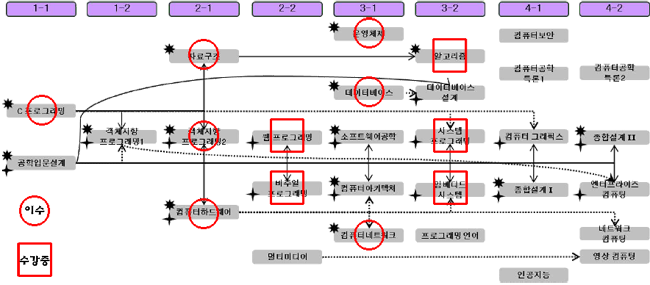 1-1 1-2 2-1 2-2 3-1 3-2 4-1 4-2
운영체제
컴퓨터보안
자료구조
알고리즘
컴퓨터공학
특론1
컴퓨터공학
특론2
데이터베이스
데이터베이스
설계
C 프로그래밍
객체지향
프로그래밍1
객체지향
프로그래밍2
웹 프로그래밍
소프트웨어공학
시스템
프로그래밍
컴퓨터 그래픽스
종합설계 II
공학입문설계
비주얼
프로그래밍
컴퓨터아키텍처
임베디드
시스템
종합설계 I
엔터프라이즈
컴퓨팅
이수
컴퓨터하드웨어
컴퓨터네트워크
프로그래밍 언어
네트워크
컴퓨팅
수강중
멀티미디어
영상 컴퓨팅
인공지능